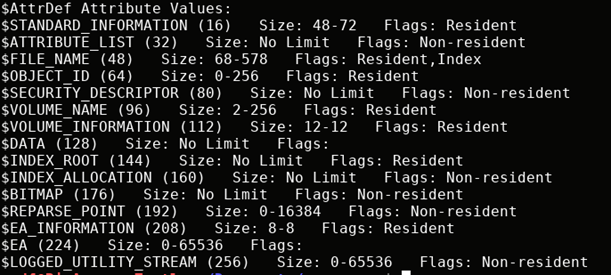 $AttrDef Attribute Values:
$STANDARD_INFORMATION (16)   Size: 48-72   Flags: Resident
$ATTRIBUTE_LIST (32)   Size: No Limit   Flags: Non-resident
$FILE_NAME (48)   Size: 68-578   Flags: Resident,Index
$OBJECT_ID (64)   Size: 0-256   Flags: Resident
$SECURITY_DESCRIPTOR (80)   Size: No Limit   Flags: Non-resident
$VOLUME_NAME (96)   Size: 2-256   Flags: Resident
$VOLUME_INFORMATION (112)   Size: 12-12   Flags: Resident
$DATA (128)   Size: No Limit   Flags:
$INDEX_ROOT (144)   Size: No Limit   Flags: Resident
$INDEX_ALLOCATION (160)   Size: No Limit   Flags: Non-resident
$BITMAP (176)   Size: No Limit   Flags: Non-resident
$REPARSE_POINT (192)   Size: 0-16384   Flags: Non-resident
$EA_INFORMATION (208)   Size: 8-8   Flags: Resident
$EA (224)   Size: 0-65536   Flags:
$LOGGED_UTILITY_STREAM (256)   Size: 0-65536   Flags: Non-resident